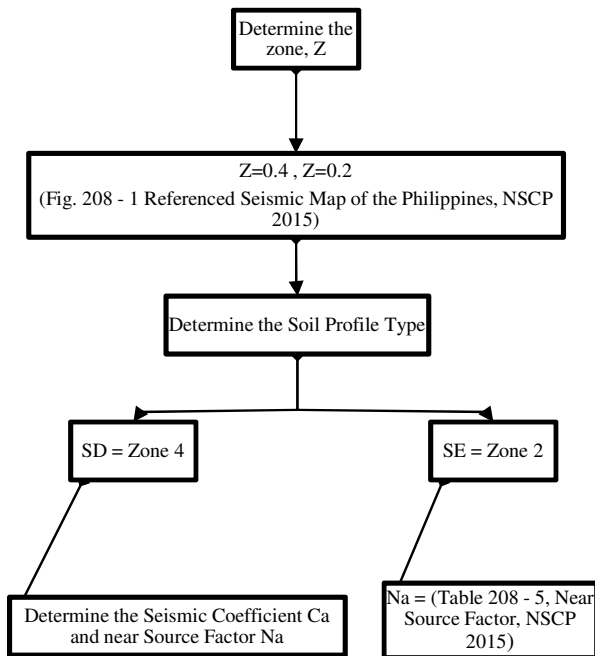 Determine the
zone, Z
Z=0.4 , Z=0.2
(Fig. 208 - 1 Referenced Seismic Map of the Philippines, NSCP
2015)
Determine the Soil Profile Type
SD = Zone 4
SE = Zone 2
Determine the Seismic Coefficient Ca
and near Source Factor Na
Na = (Table 208 - 5, Near
Source Factor, NSCP
2015)